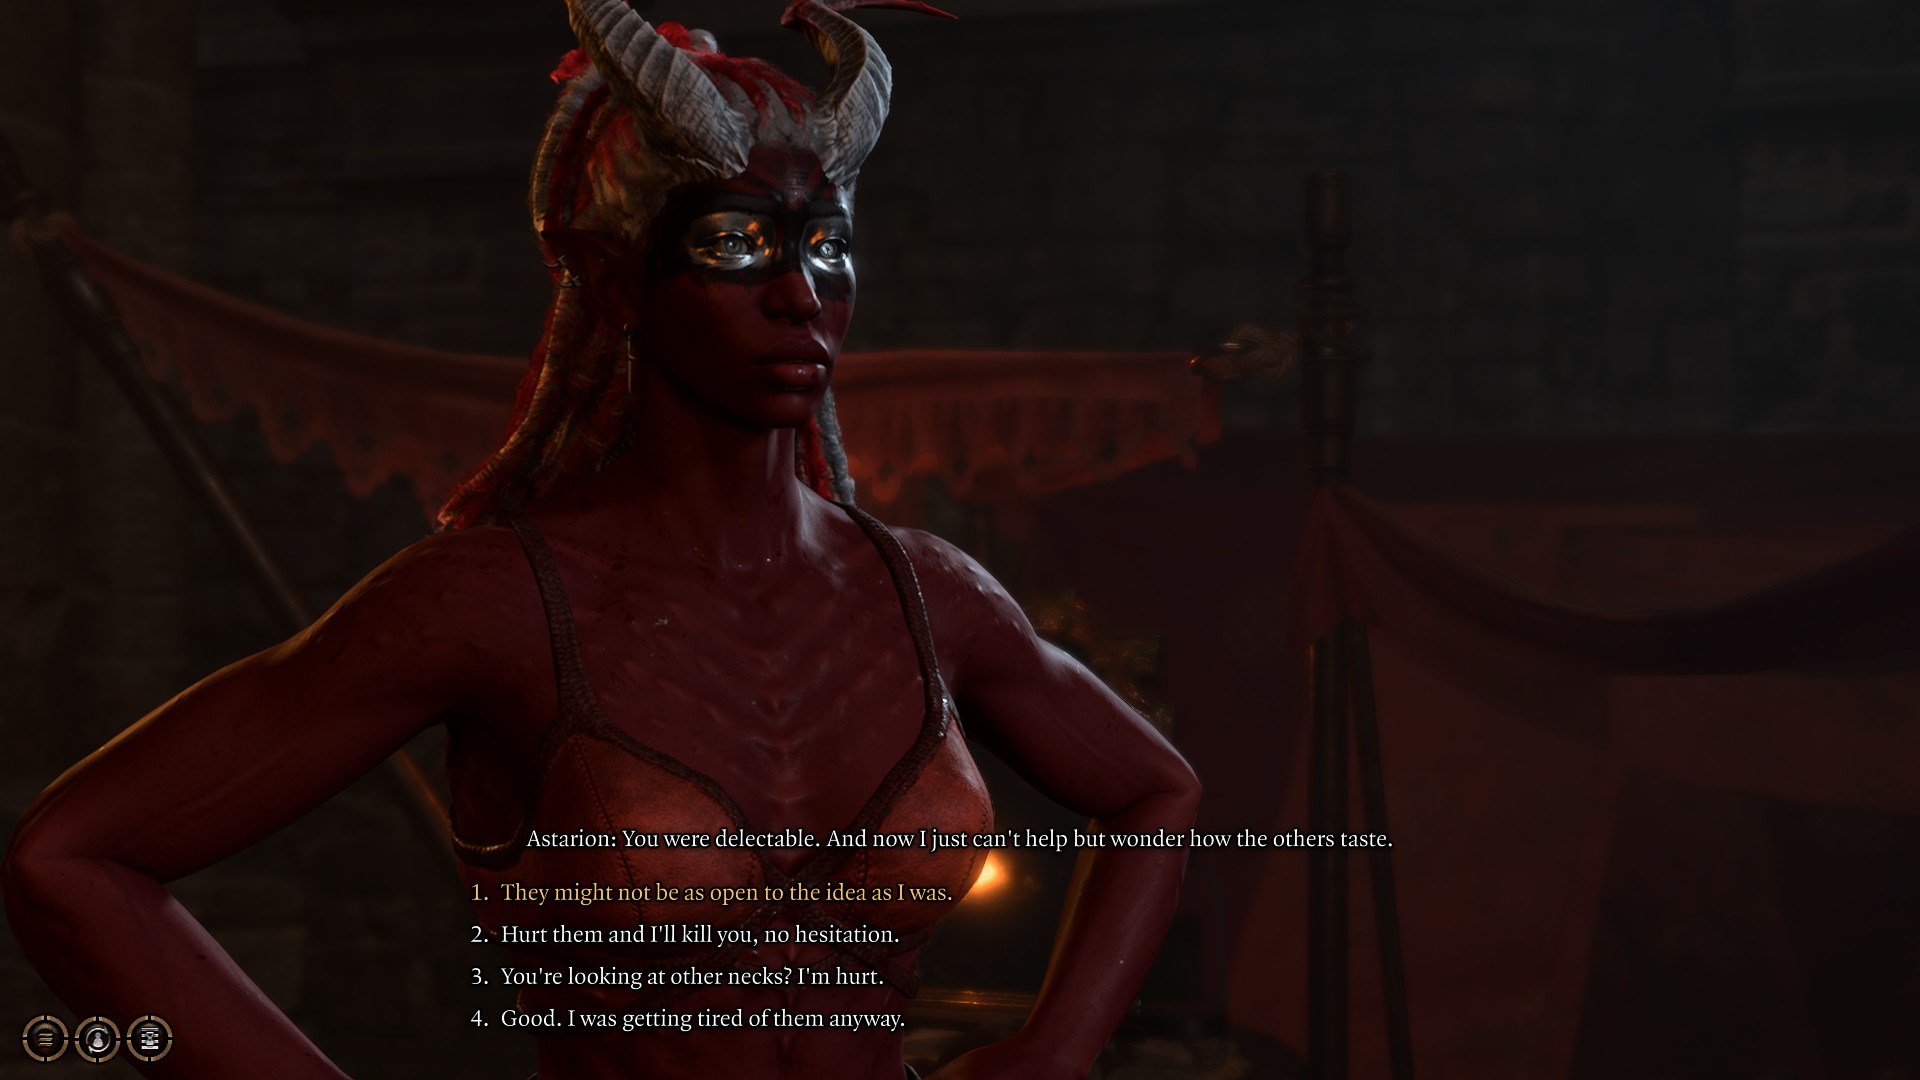 Astarion: You were delectable. And now I just can't help but wonder how the others taste.
1. They might not be as open to the idea as I was.
2. Hurt them and I'll kill you, no hesitation.
3. You're looking at other necks? I'm hurt.
4. Good. I was getting tired of them anyway.